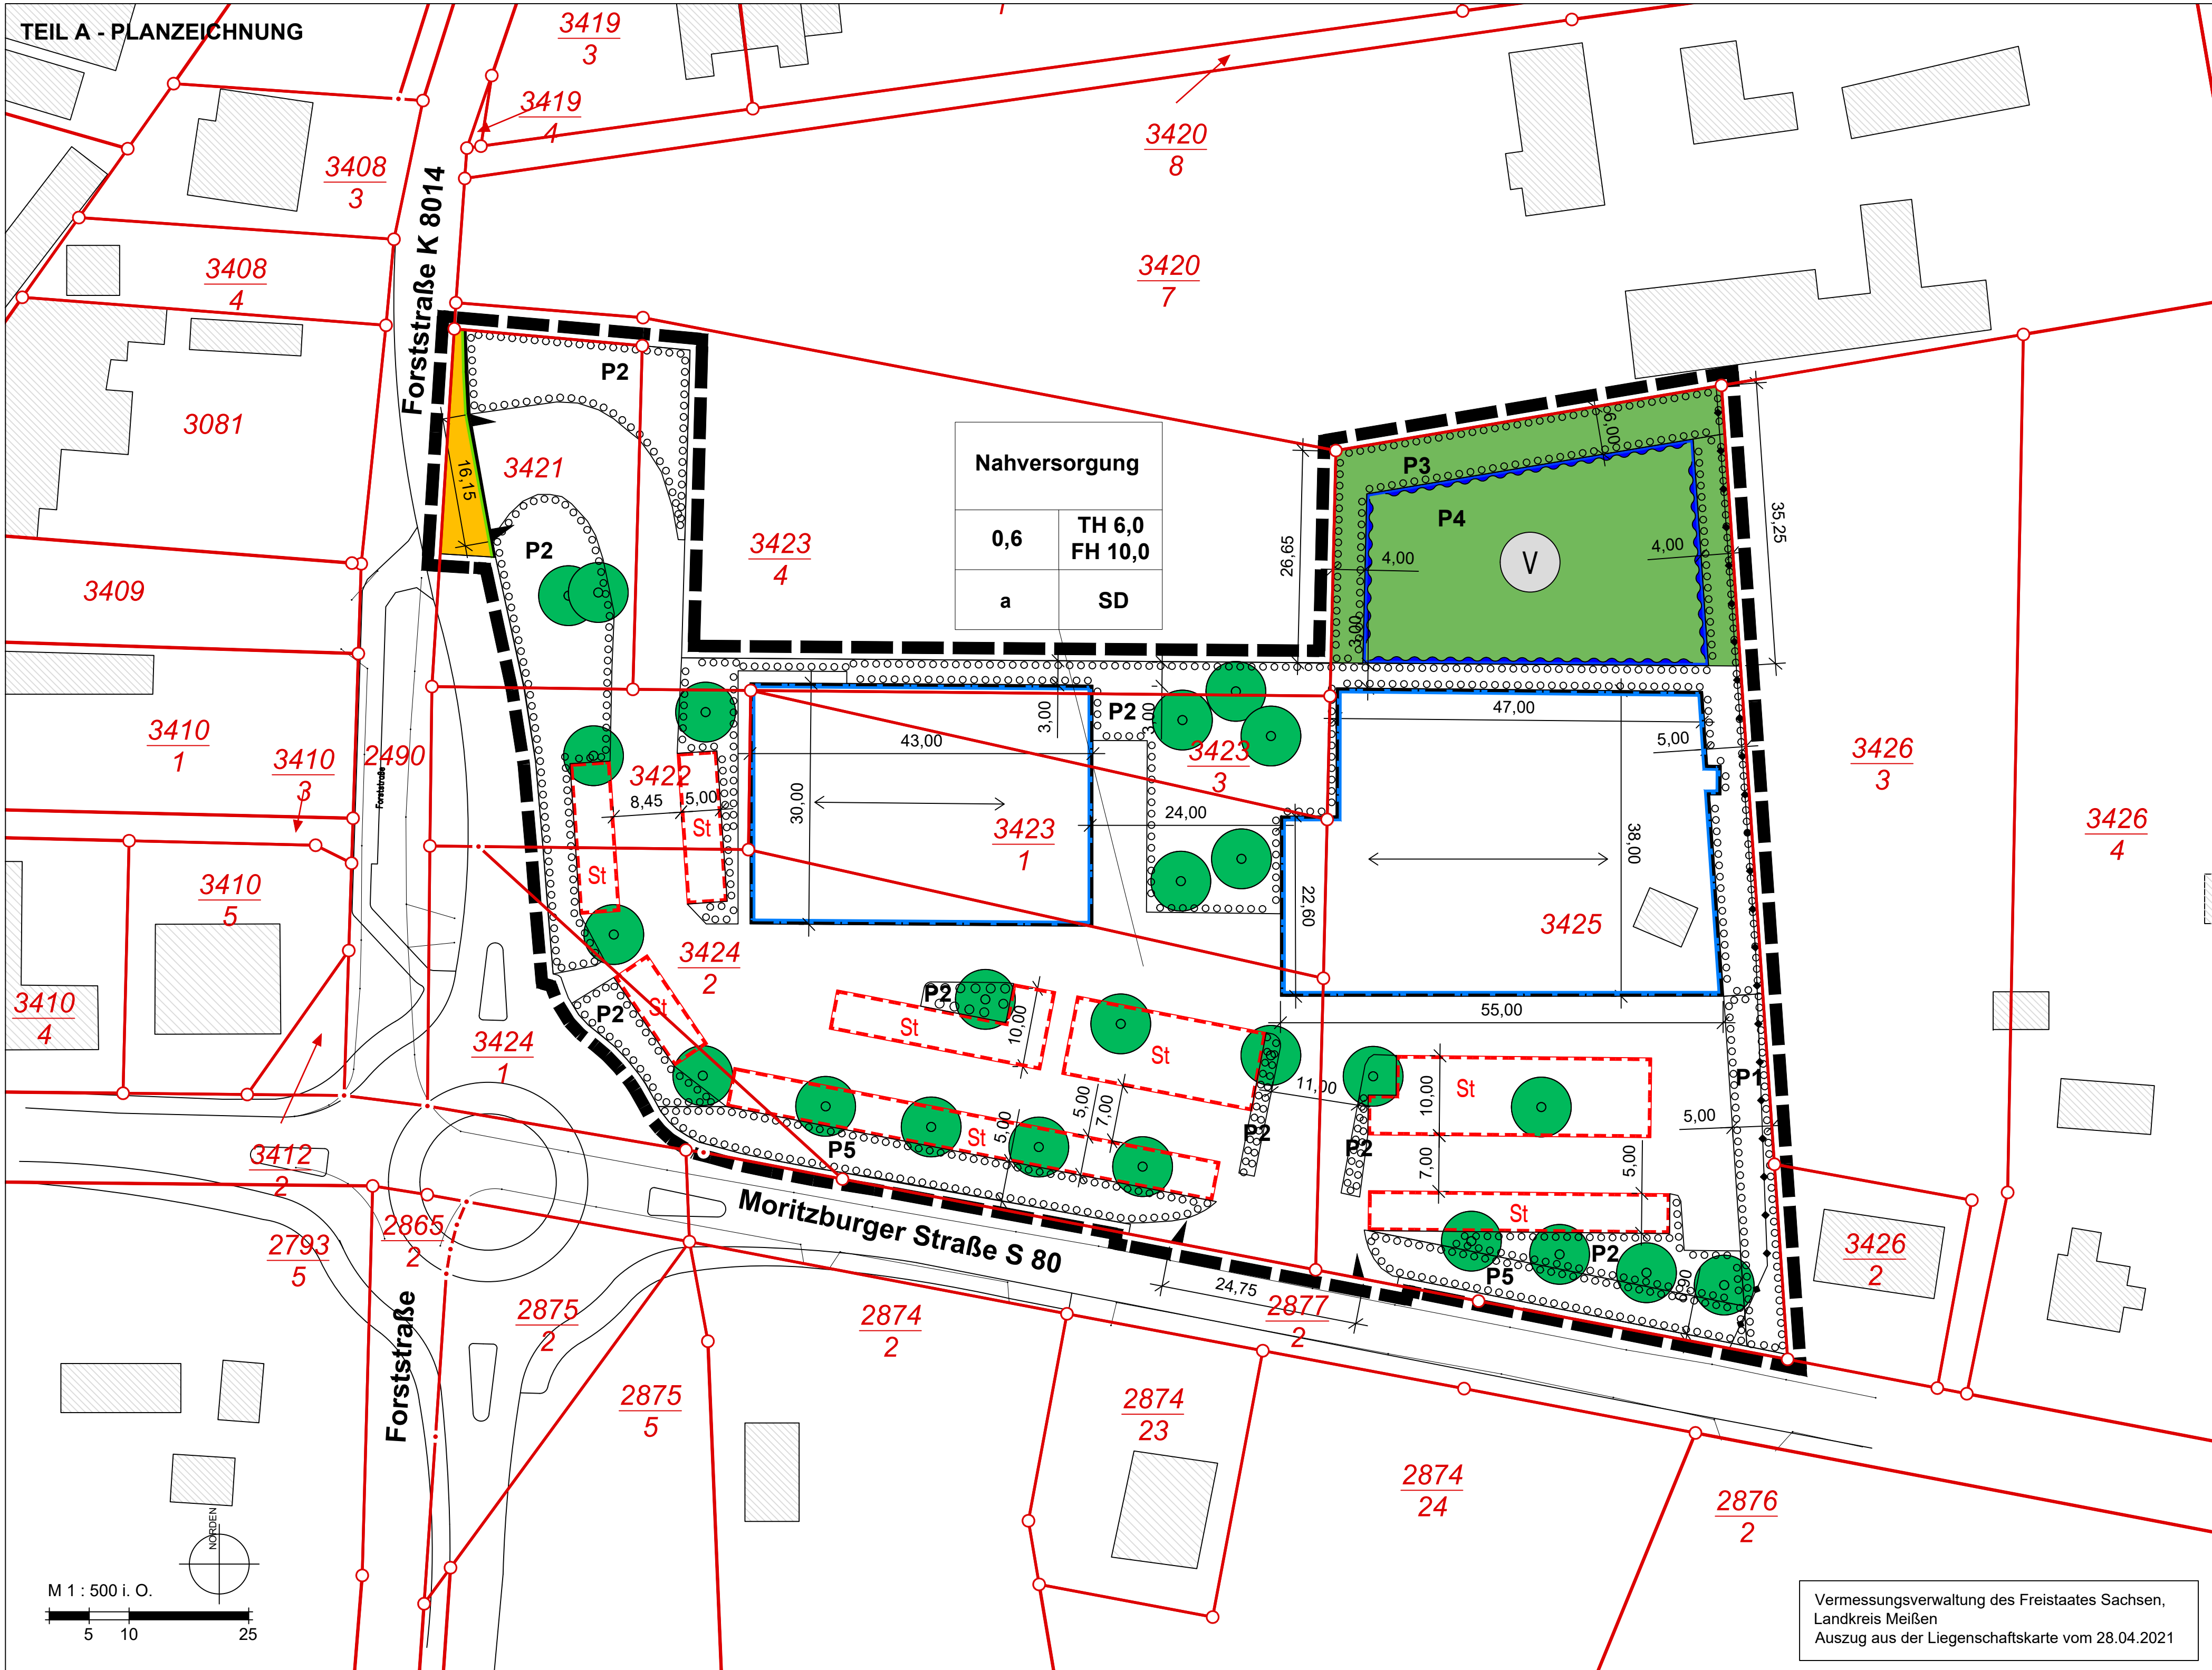 TEIL A - PLANZEICHNUNG
3419
3
3419
4
3420
8
3408
3
Forststraße K 8014
3408
4
3420
7
P2
3081
16,15
3421
Nahversorgung
0,6
TH 6,0
FH 10,0
a
SD
P3
6,00
P4
V
4,00
4,00
35,25
26,65
3,00
P2
3423
4
3409
3410
1
3410
3
2490
Forststraße
3422
8,45
5,00
St
St
43,00
30,00
3,00
P2
3,00
3423
3
24,00
3423
1
47,00
5,00
38,00
22,60
3425
55,00
3426
3
3426
4
3410
5
3410
4
3424
2
3424
1
P2
St
P2
St
10,00
St
11,00
P2
P2
St
10,00
7,00
5,00
P1
5,00
5,00
7,00
5,00
St
P5
St
P2
P5
6,90
3412
2
2865
2
2793
5
Moritzburger Straße S 80
24,75
2877
2
3426
2
Forststraße
2875
2
2874
2
2875
5
2874
23
2874
24
2876
2
NORDEN
M 1 : 500 i. O.
5 10 25
Vermessungsverwaltung des Freistaates Sachsen,
Landkreis Meißen
Auszug aus der Liegenschaftskarte vom 28.04.2021